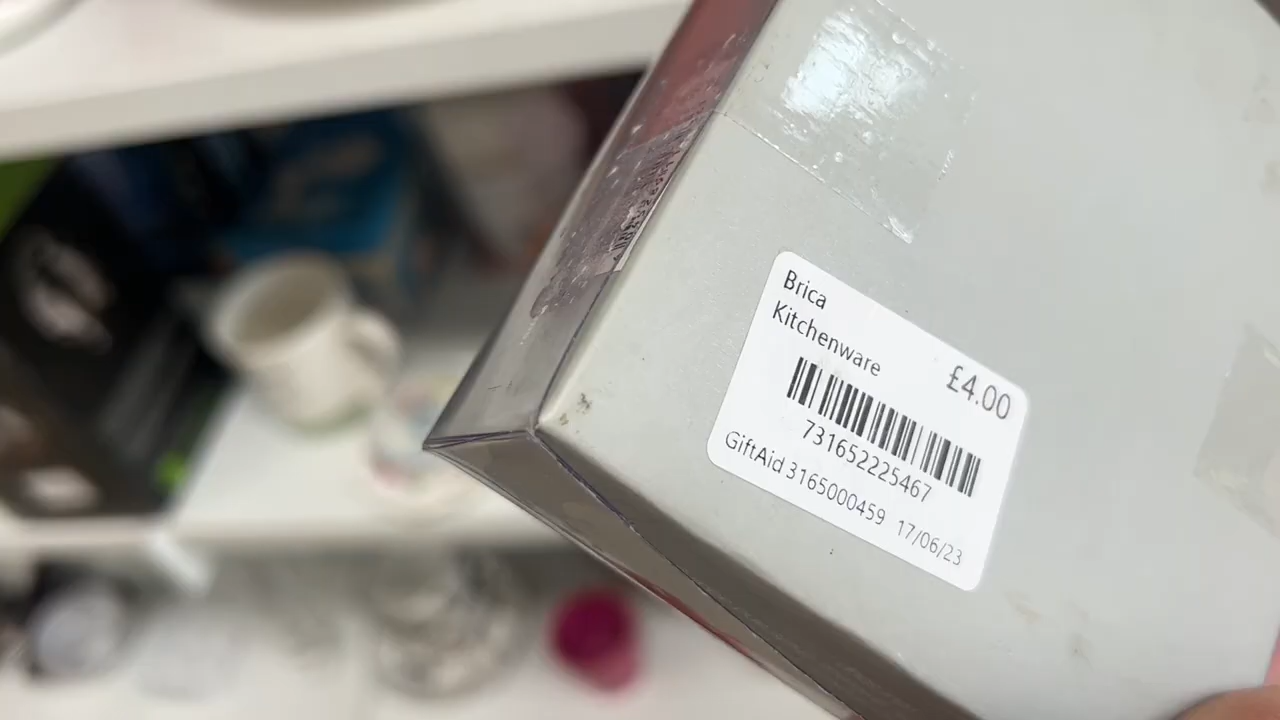 Brica
Kitchenware
£4.00
731652225467
GiftAid 3165000459 17/06/23